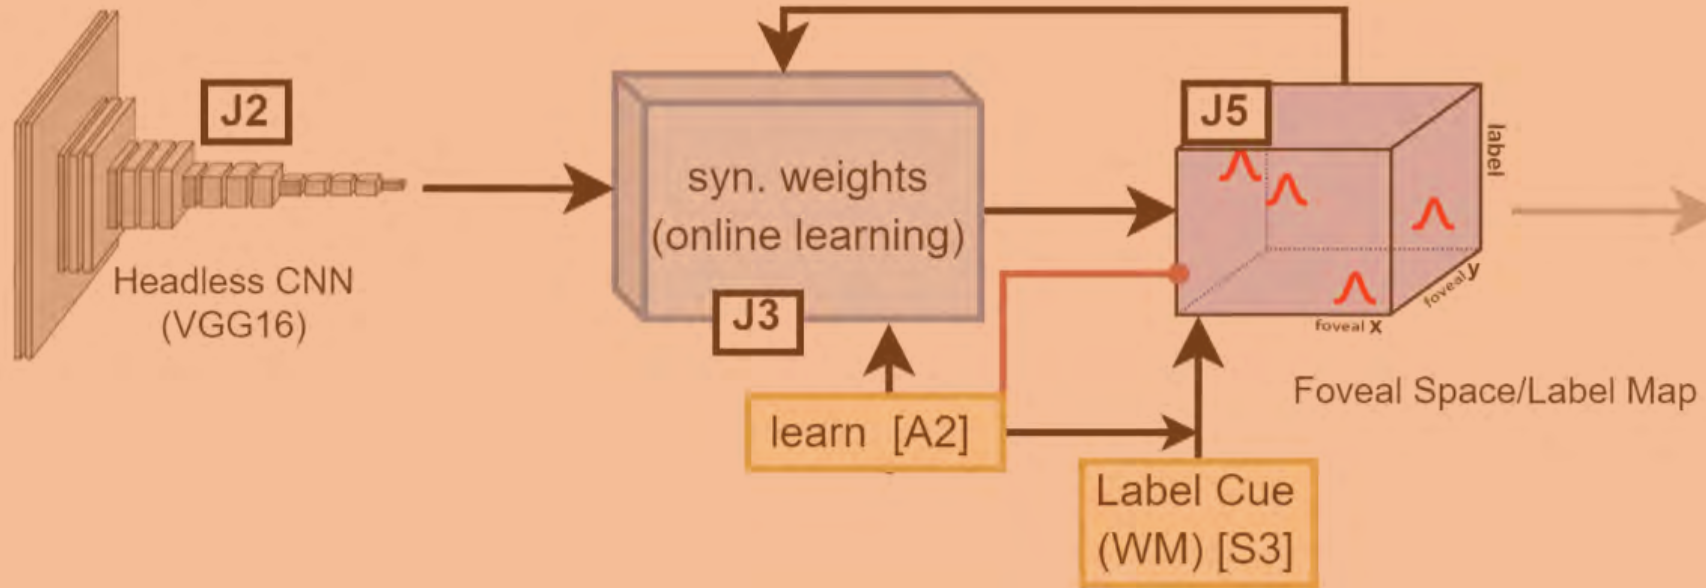 J2
Headless CNN
(VGG16)
syn. weights
(online learning)
J3
learn [A2]
J5
label
foveal y
foveal x
Foveal Space/Label Map
Label Cue
(WM) [S3]